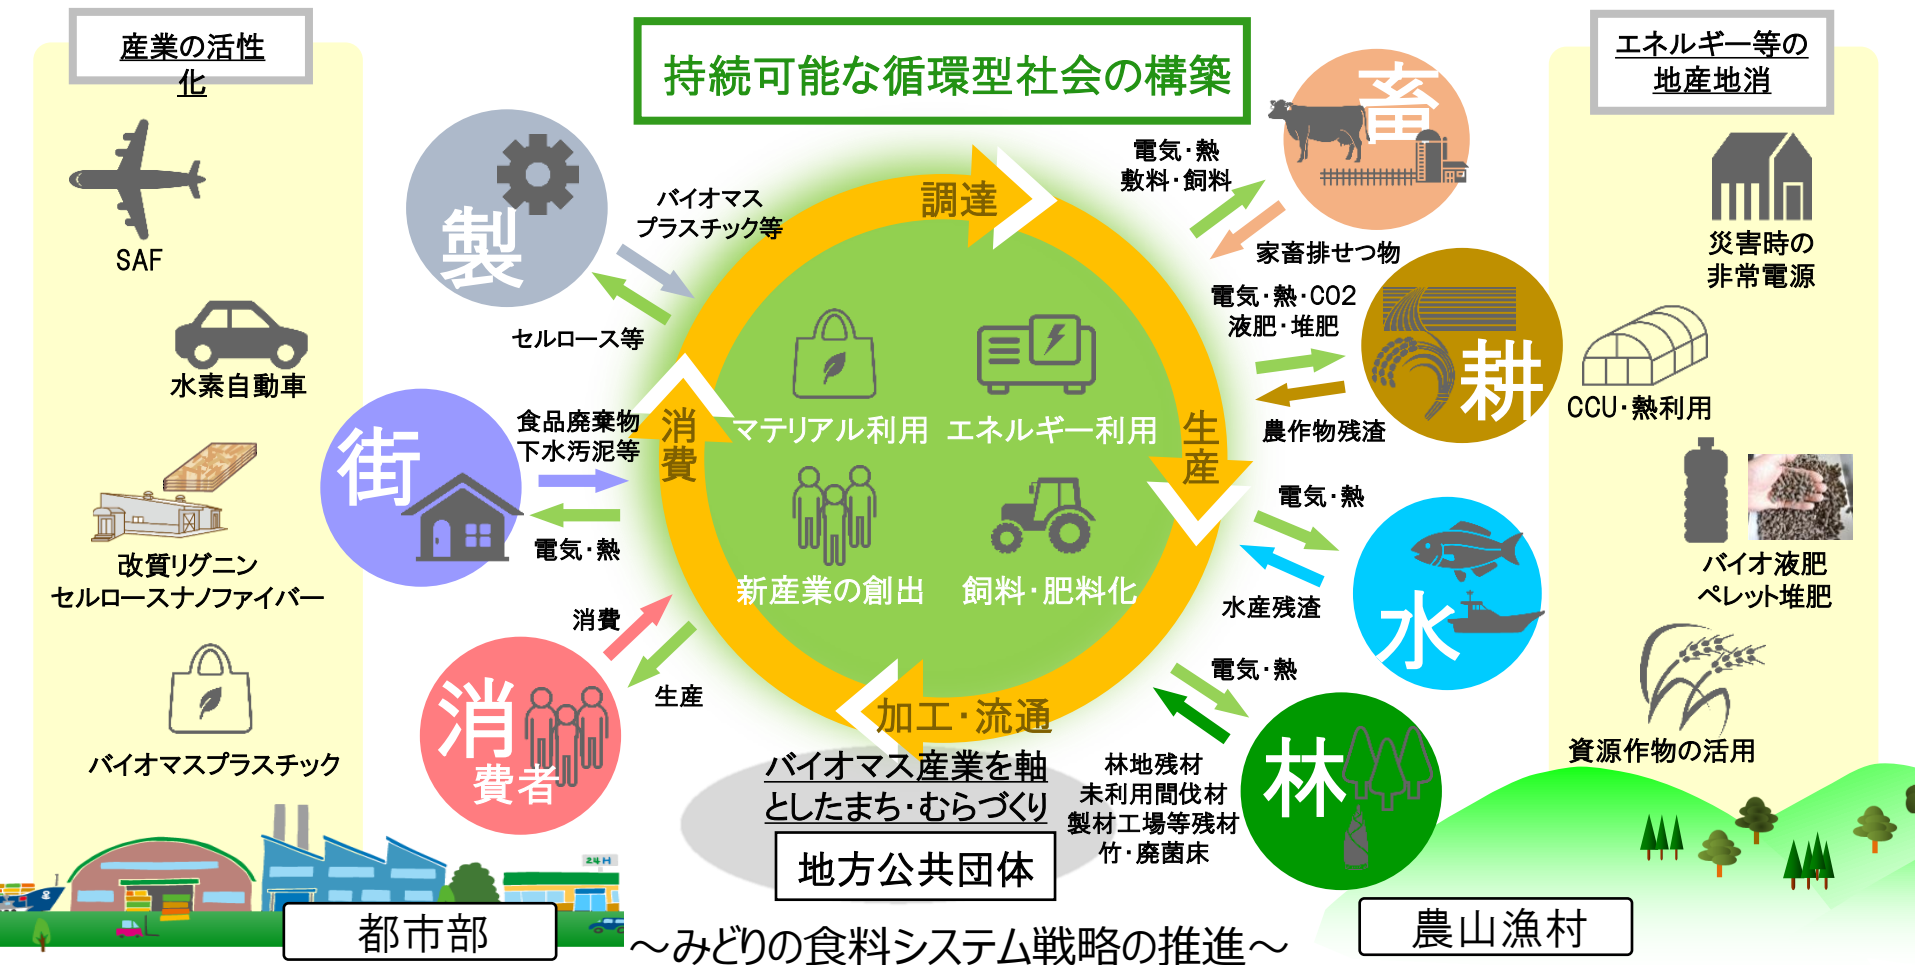 産業の活性
化
持続可能な循環型社会の構築
エネルギー等の
地産地消
SAF
水素自動車
改質リグニン
セルロースナノファイバー
バイオマスプラスチック
製
バイオマス
プラスチック等
セルロース等
街
食品廃棄物
下水汚泥等
電気・熱
消費
生産
消
費者
調達
生
産
加工・流通
消
費
マテリアル利用
エネルギー利用
新産業の創出
飼料・肥料化
畜
電気・熱
敷料・飼料
家畜排せつ物
耕
電気・熱・CO2
液肥・堆肥
農作物残渣
水
電気・熱
水産残渣
林
電気・熱
林地残材
未利用間伐材
製材工場等残材
竹・廃菌床
災害時の
非常電源
CCU・熱利用
バイオ液肥
ペレット堆肥
資源作物の活用
バイオマス産業を軸
としたまち・むらづくり
地方公共団体
24H
都市部
農山漁村
～みどりの食料システム戦略の推進～